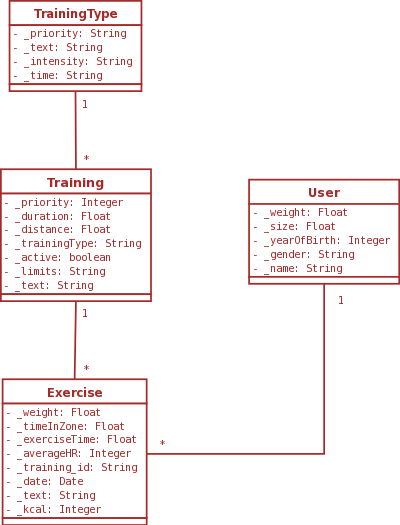 TrainingType
- _priority: String
- _text: String
- _intensity: String
- _time: String
1
*
Training
- _priority: Integer
- _duration: Float
- _distance: Float
- _trainingType: String
- _active: boolean
- _limits: String
- _text: String
1
*
User
- _weight: Float
- _size: Float
- _yearOfBirth: Integer
- _gender: String
- _name: String
1
*
Exercise
- _weight: Float
- _timeInZone: Float
- _exerciseTime: Float
- _averageHR: Integer
- _training_id: String
- _date: Date
- _text: String
- _kcal: Integer